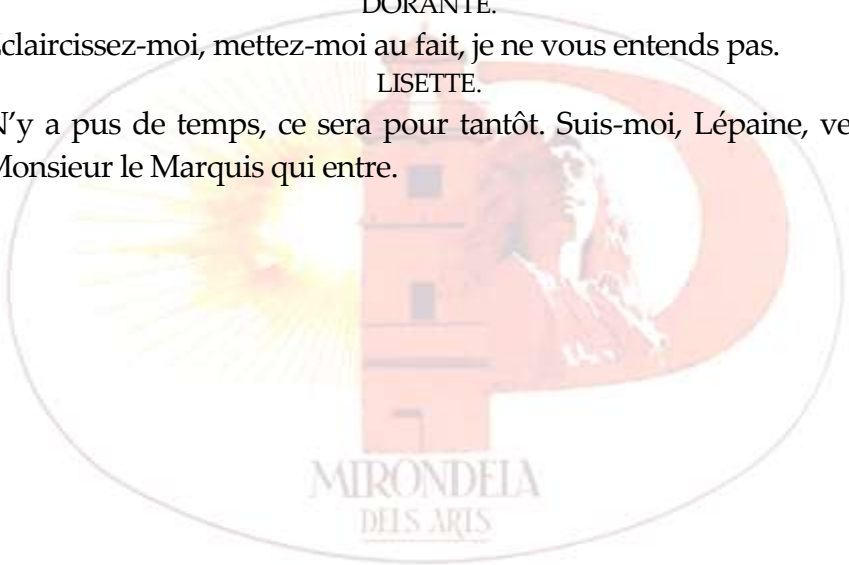 DORANTE.
Éclaircissez-moi, mettez-moi au fait, je ne vous entends pas.
LISETTE.
N'y a pus de temps, ce sera pour tantôt. Suis-moi, Lépaine,
Monsieur le Marquis qui entre.
MIRONDELA
DELS ARTS